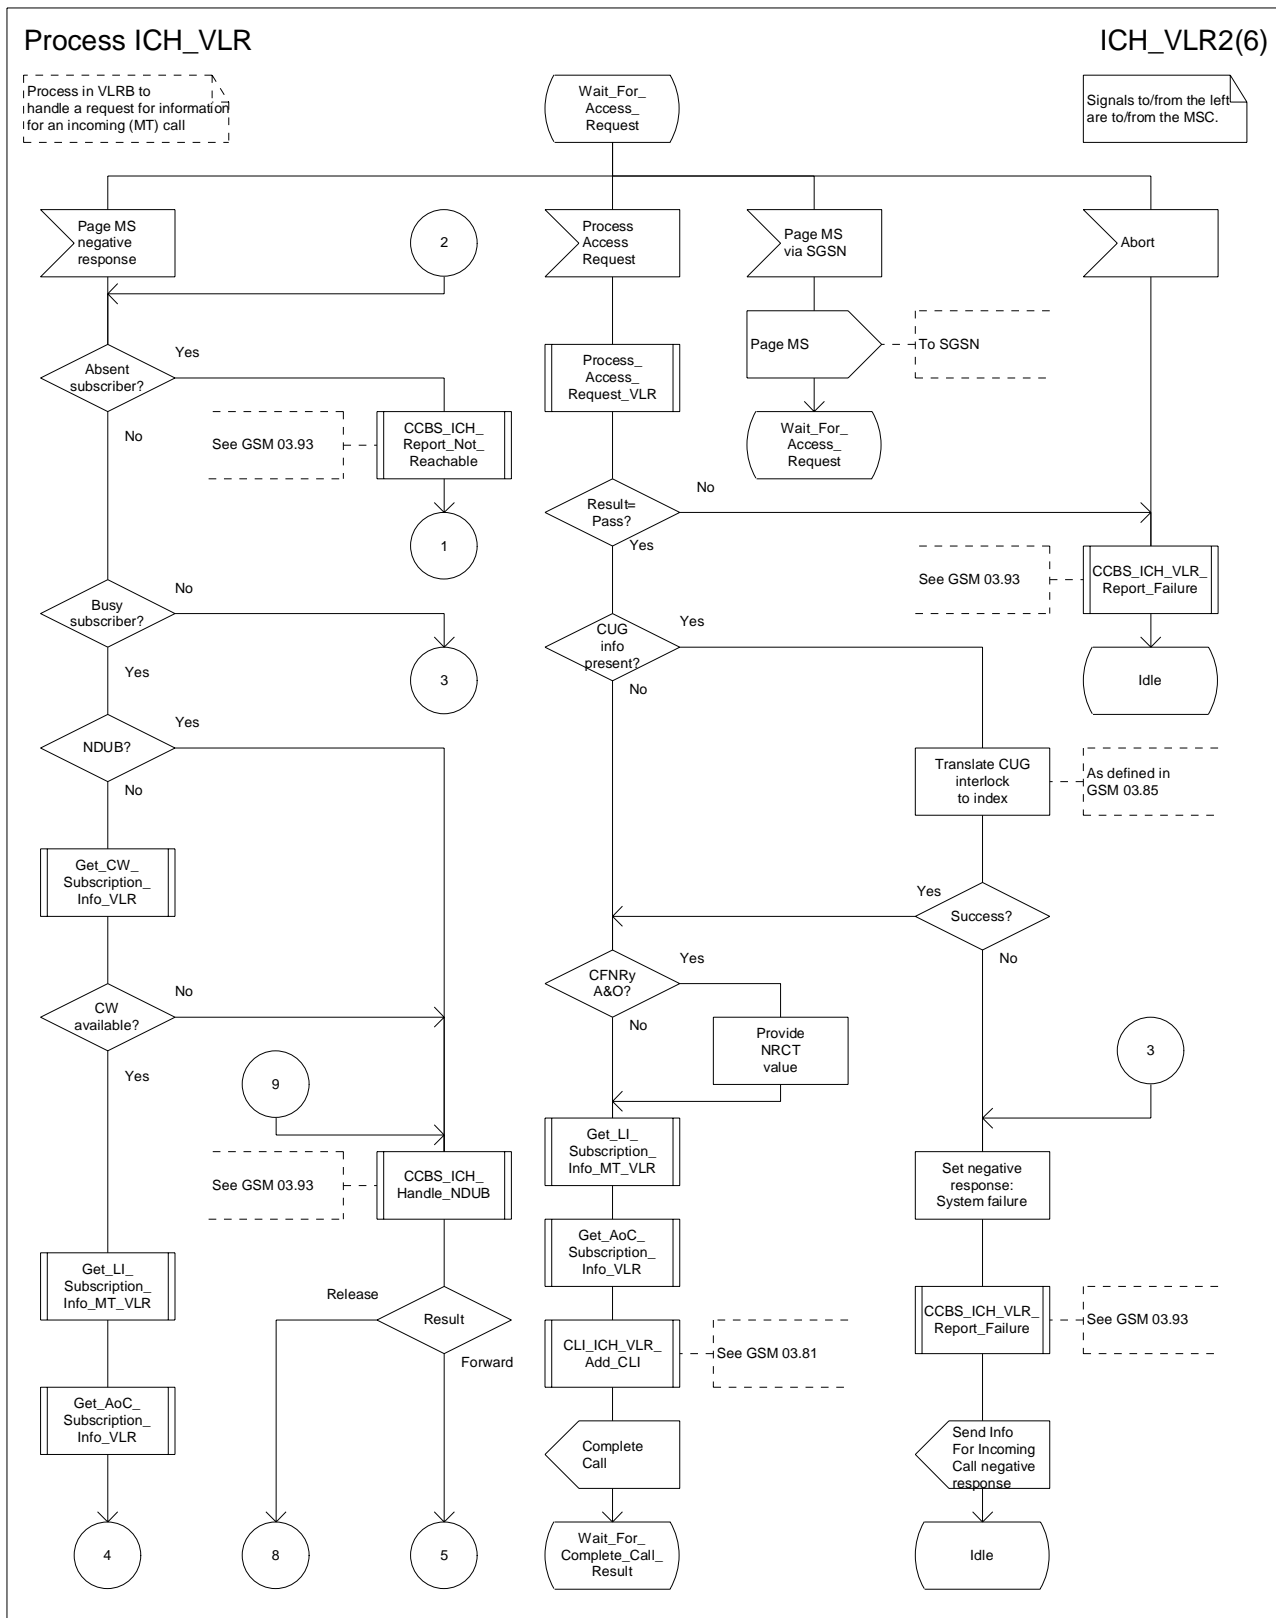 Process ICH_VLR
ICH_VLR2(6)
Process in VLRB to
handle a request for information
for an incoming (MT) call
Wait_For_
Access_
Request
Signals to/from the left
are to/from the MSC.
Page MS
negative
response
2
Process
Access
Request
Page MS
via SGSN
Abort
Absent
subscriber?
Yes
No
See GSM 03.93
CCBS_ICH_
Report_Not_
Reachable
1
Process_
Access_
Request_VLR
Page MS
To SGSN
Wait_For_
Access_
Request
Result=
Pass?
No
Yes
See GSM 03.93
CCBS_ICH_VLR_
Report_Failure
Idle
Busy
subscriber?
No
Yes
3
CUG
info
present?
Yes
No
NDUB?
Yes
No
Translate CUG
interlock
to index
As defined in
GSM 03.85
Get_CW_
Subscription_
Info_VLR
Success?
Yes
No
CW
available?
No
Yes
CFNRy
A&O?
Yes
No
Provide
NRCT
value
3
9
See GSM 03.93
CCBS_ICH_
Handle_NDUB
Get_LI_
Subscription_
Info_MT_VLR
Set negative
response:
System failure
Get_LI_
Subscription_
Info_MT_VLR
Result
Release
Forward
Get_AoC_
Subscription_
Info_VLR
CLI_ICH_VLR_
Add_CLI
See GSM 03.81
CCBS_ICH_VLR_
Report_Failure
See GSM 03.93
Get_AoC_
Subscription_
Info_VLR
Complete
Call
Send Info
For Incoming
Call negative
response
4
8
5
Wait_For_
Complete_Call_
Result
Idle